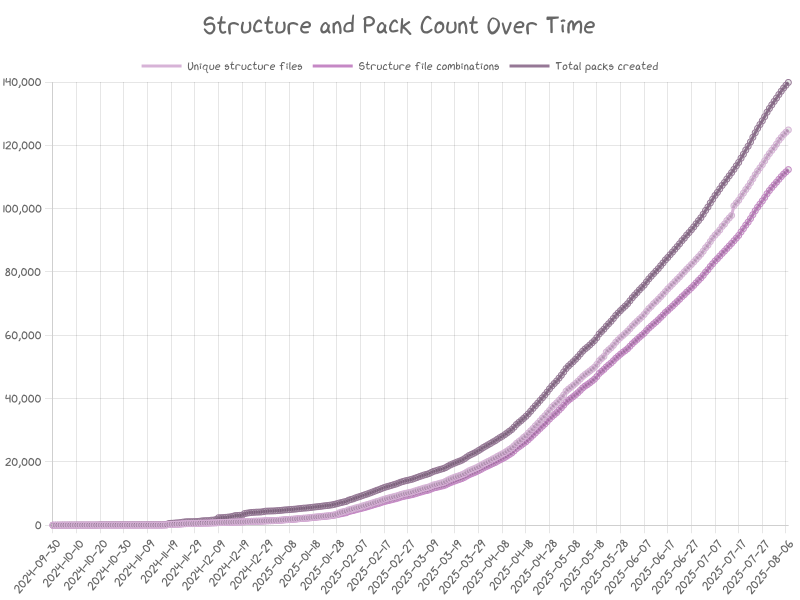 Structure and Pack Count Over Time
Unique structure files Structure file combinations Total packs created
140,000
120,000
100,000
80,000
60,000
40,000
20,000
0
2024-09-30 2024-10-10 2024-10-20 2024-10-30 2024-11-09 2024-11-19 2024-11-29 2024-12-09 2024-12-19 2024-12-29 2025-01-08 2025-01-18 2025-01-28 2025-02-07 2025-02-17 2025-02-27 2025-03-09 2025-03-19 2025-03-29 2025-04-08 2025-04-18 2025-04-28 2025-05-08 2025-05-18 2025-05-28 2025-06-07 2025-06-17 2025-06-27 2025-07-07 2025-07-17 2025-07-27 2025-08-06